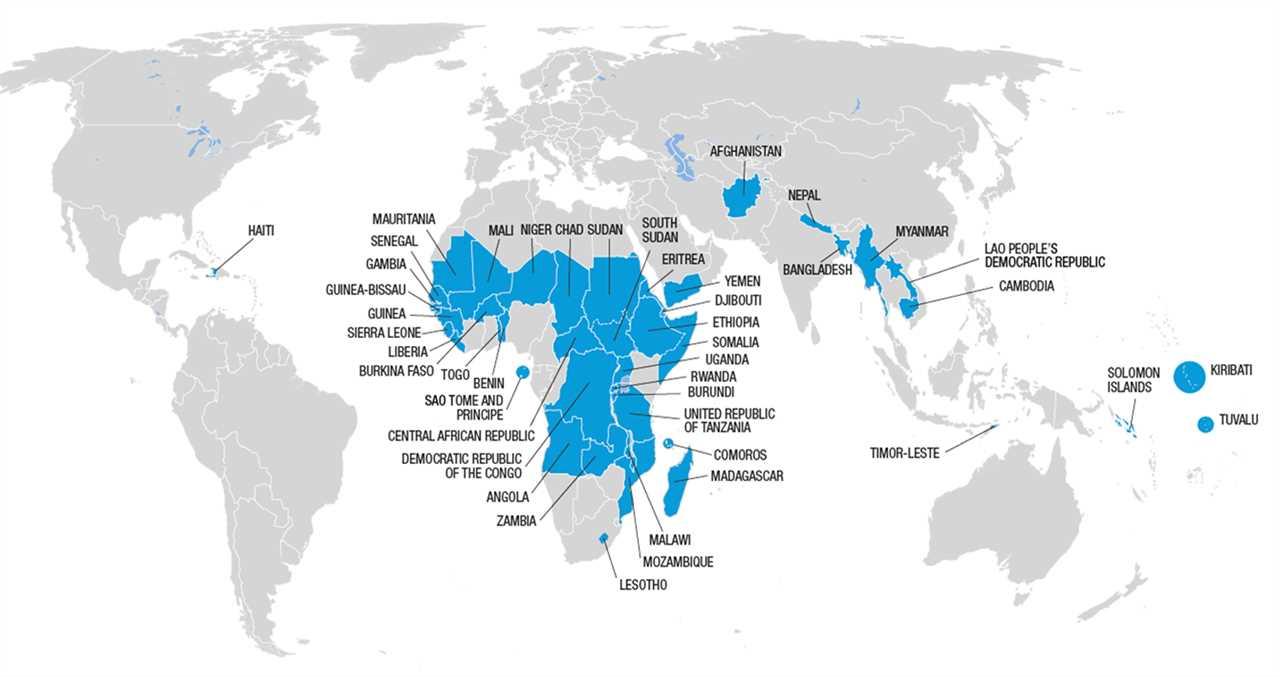 AFGHANISTAN
NEPAL
HAITI
MAURITANIA
SENEGAL
GAMBIA
GUINEA-BISSAU
GUINEA
SIERRA LEONE
LIBERIA
BURKINA FASO
TOGO
BENIN
SAO TOME AND
PRINCIPE
CENTRAL AFRICAN REPUBLIC
DEMOCRATIC REPUBLIC
OF THE CONGO
ANGOLA
ZAMBIA
MALI
NIGER
CHAD
SUDAN
SOUTH
SUDAN
ERITREA
YEMEN
DJIBOUTI
ETHIOPIA
SOMALIA
UGANDA
RWANDA
BURUNDI
UNITED REPUBLIC
OF TANZANIA
COMOROS
MADAGASCAR
MALAWI
MOZAMBIQUE
LESOTHO
BANGLADESH
MYANMAR
LAO PEOPLE'S
DEMOCRATIC REPUBLIC
CAMBODIA
TIMOR-LESTE
SOLOMON
ISLANDS
KIRIBATI
TUVALU